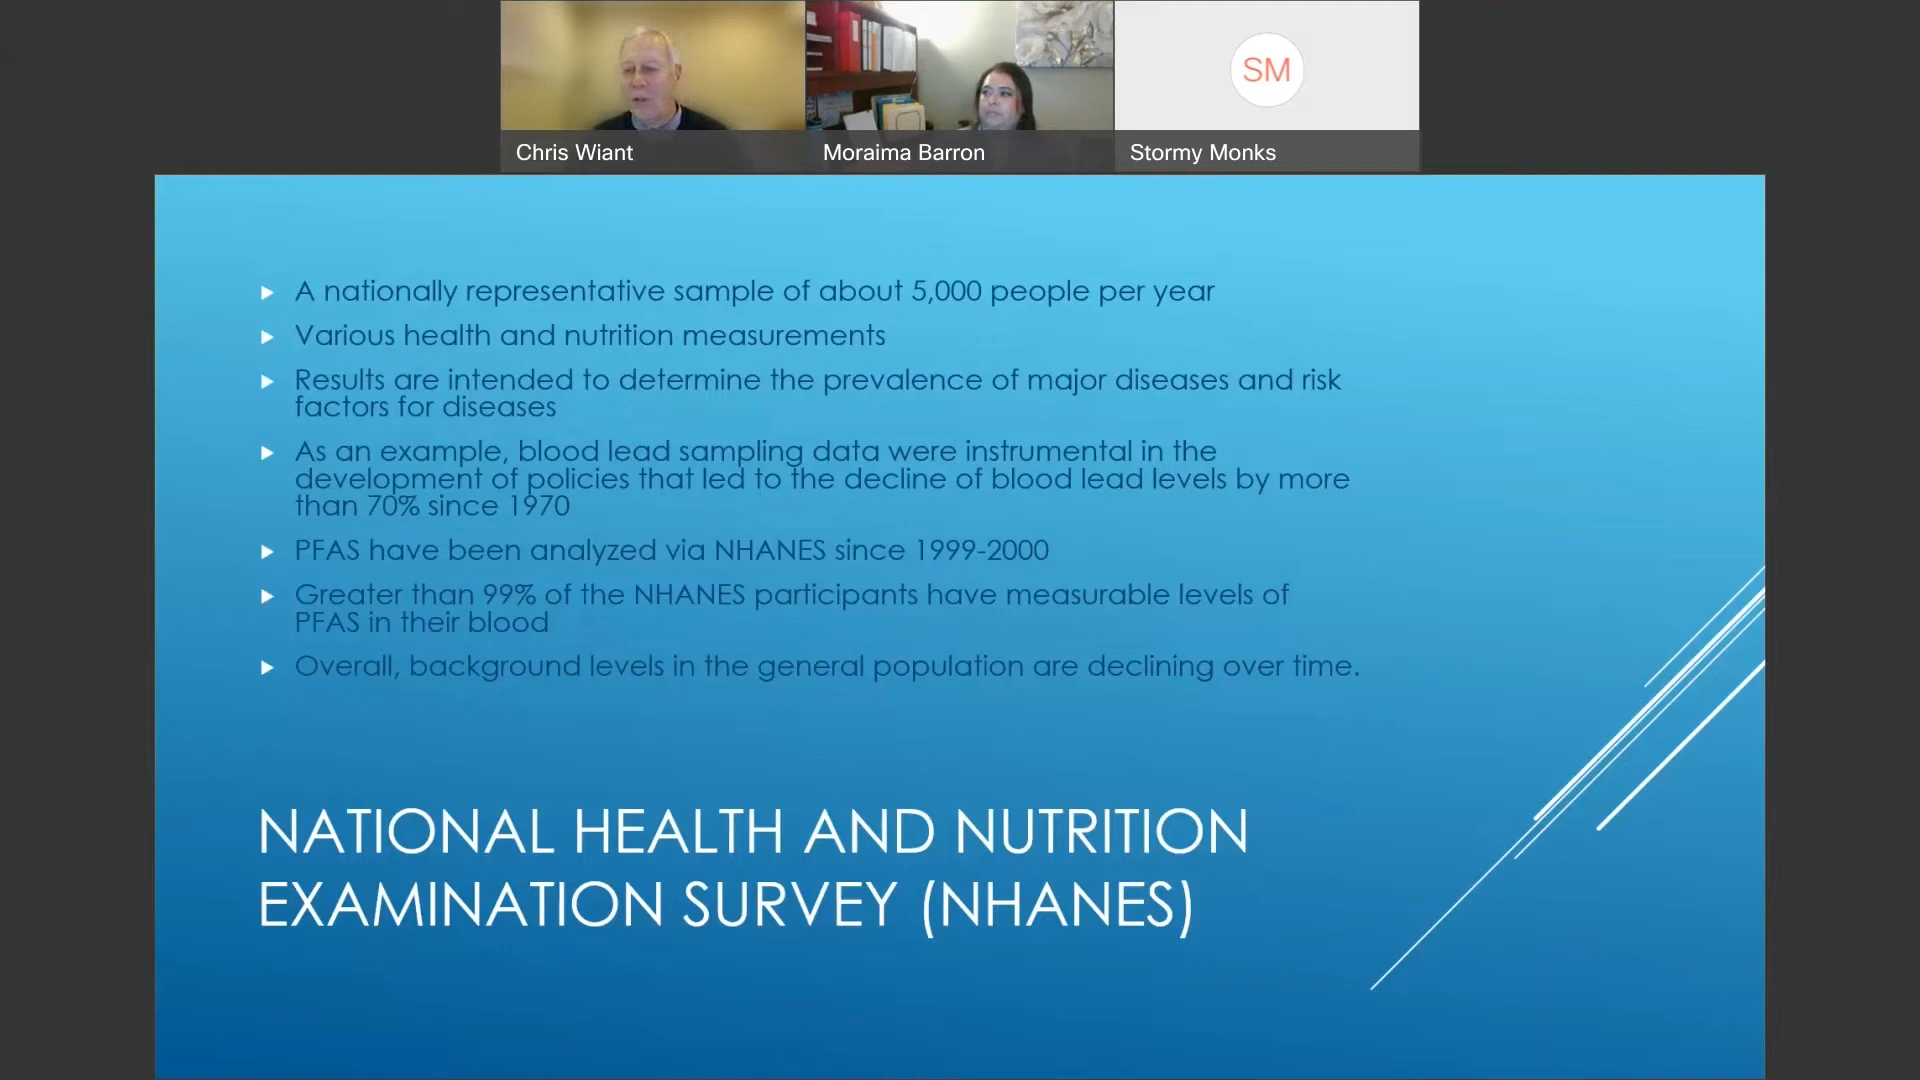 SM
Chris Wiant
Moraima Barron
Stormy Monks
A nationally representative sample of about 5,000 people per year
Various health and nutrition measurements
Results are intended to determine the prevalence of major diseases and risk
factors for diseases
As an example, blood lead sampling data were instrumental in the
development of policies that led to the decline of blood lead levels by more
than 70% since 1970
PFAS have been analyzed via NHANES since 1999-2000
Greater than 99% of the NHANES participants have measurable levels of
PFAS in their blood
Overall, background levels in the general population are declining over time.
NATIONAL HEALTH AND NUTRITION
EXAMINATION SURVEY (NHANES)